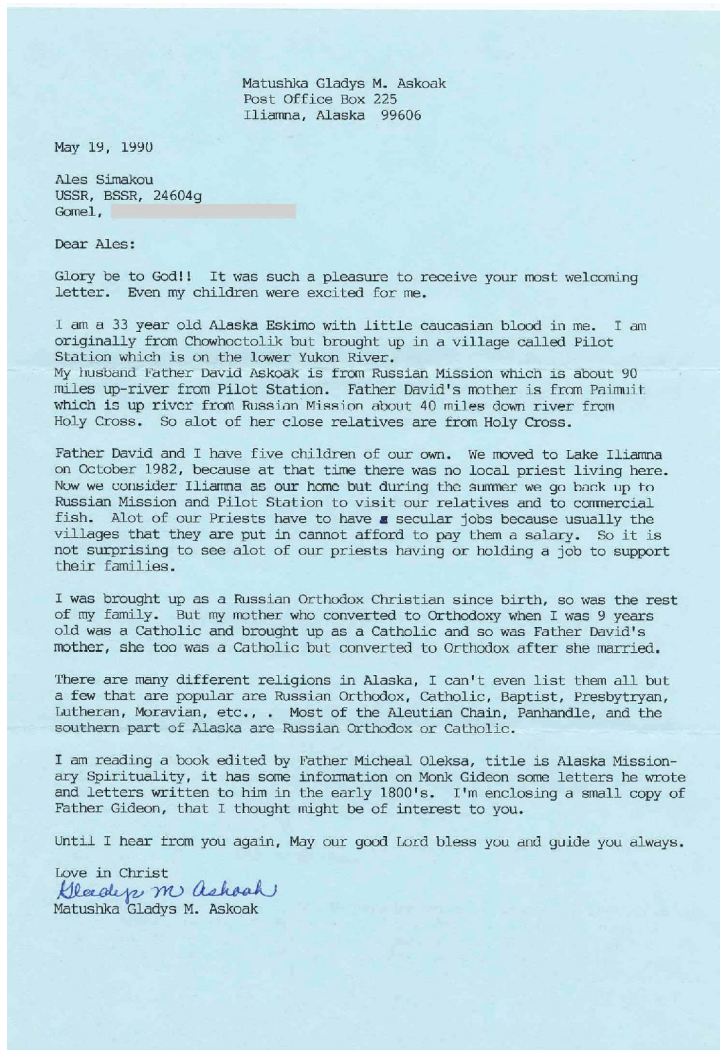 Matushka Gladys M. Askoak
Post Office Box 225
Iliamna, Alaska 99606
May 19, 1990
Ales Simakou
USSR, BSSR, 24604g
Gomel,
Dear Ales:
Glory be to God!! It was such a pleasure to receive your most welcoming
letter. Even my children were excited for me.
I am a 33 year old Alaska Eskimo with little caucasian blood in me. I am
originally from Chowhoctolik but brought up in a village called Pilot
Station which is on the lower Yukon River.
My husband Father David Askoak is from Russian Mission which is about 90
miles up-river from Pilot Station. Father David's mother is from Paimuit
which is up river from Russian Mission about 40 miles down river from
Holy Cross. So alot of her close relatives are from Holy Cross.
Father David and I have five children of our own. We moved to Lake Iliamna
on October 1982, because at that time there was no local priest living here.
Now we consider Iliamna as our home but during the summer we go back up to
Russian Mission and Pilot Station to visit our relatives and to commercial
fish. Alot of our Priests have to have secular jobs because usually the
villages that they are put in cannot afford to pay them a salary. So it is
not surprising to see alot of our priests having or holding a job to support
their families.
I was brought up as a Russian Orthodox Christian since birth, so was the rest
of my family. But my mother who converted to Orthodoxy when I was 9 years
old was a Catholic and brought up as a Catholic and so was Father David's
mother, she too was a Catholic but converted to Orthodox after she married.
There are many different religions in Alaska, I can't even list them all but
a few that are popular are Russian Orthodox, Catholic, Baptist, Presbytryan,
Lutheran, Moravian, etc., . Most of the Aleutian Chain, Panhandle, and the
southern part of Alaska are Russian Orthodox or Catholic.
I am reading a book edited by Father Micheal Oleksa, title is Alaska Mission-
ary Spirituality, it has some information on Monk Gideon some letters he wrote
and letters written to him in the early 1800's. I'm enclosing a small copy of
Father Gideon, that I thought might be of interest to you.
Until I hear from you again, May our good Lord bless you and guide you always.
Love in Christ
Gladys M Askoak
Matushka Gladys M. Askoak